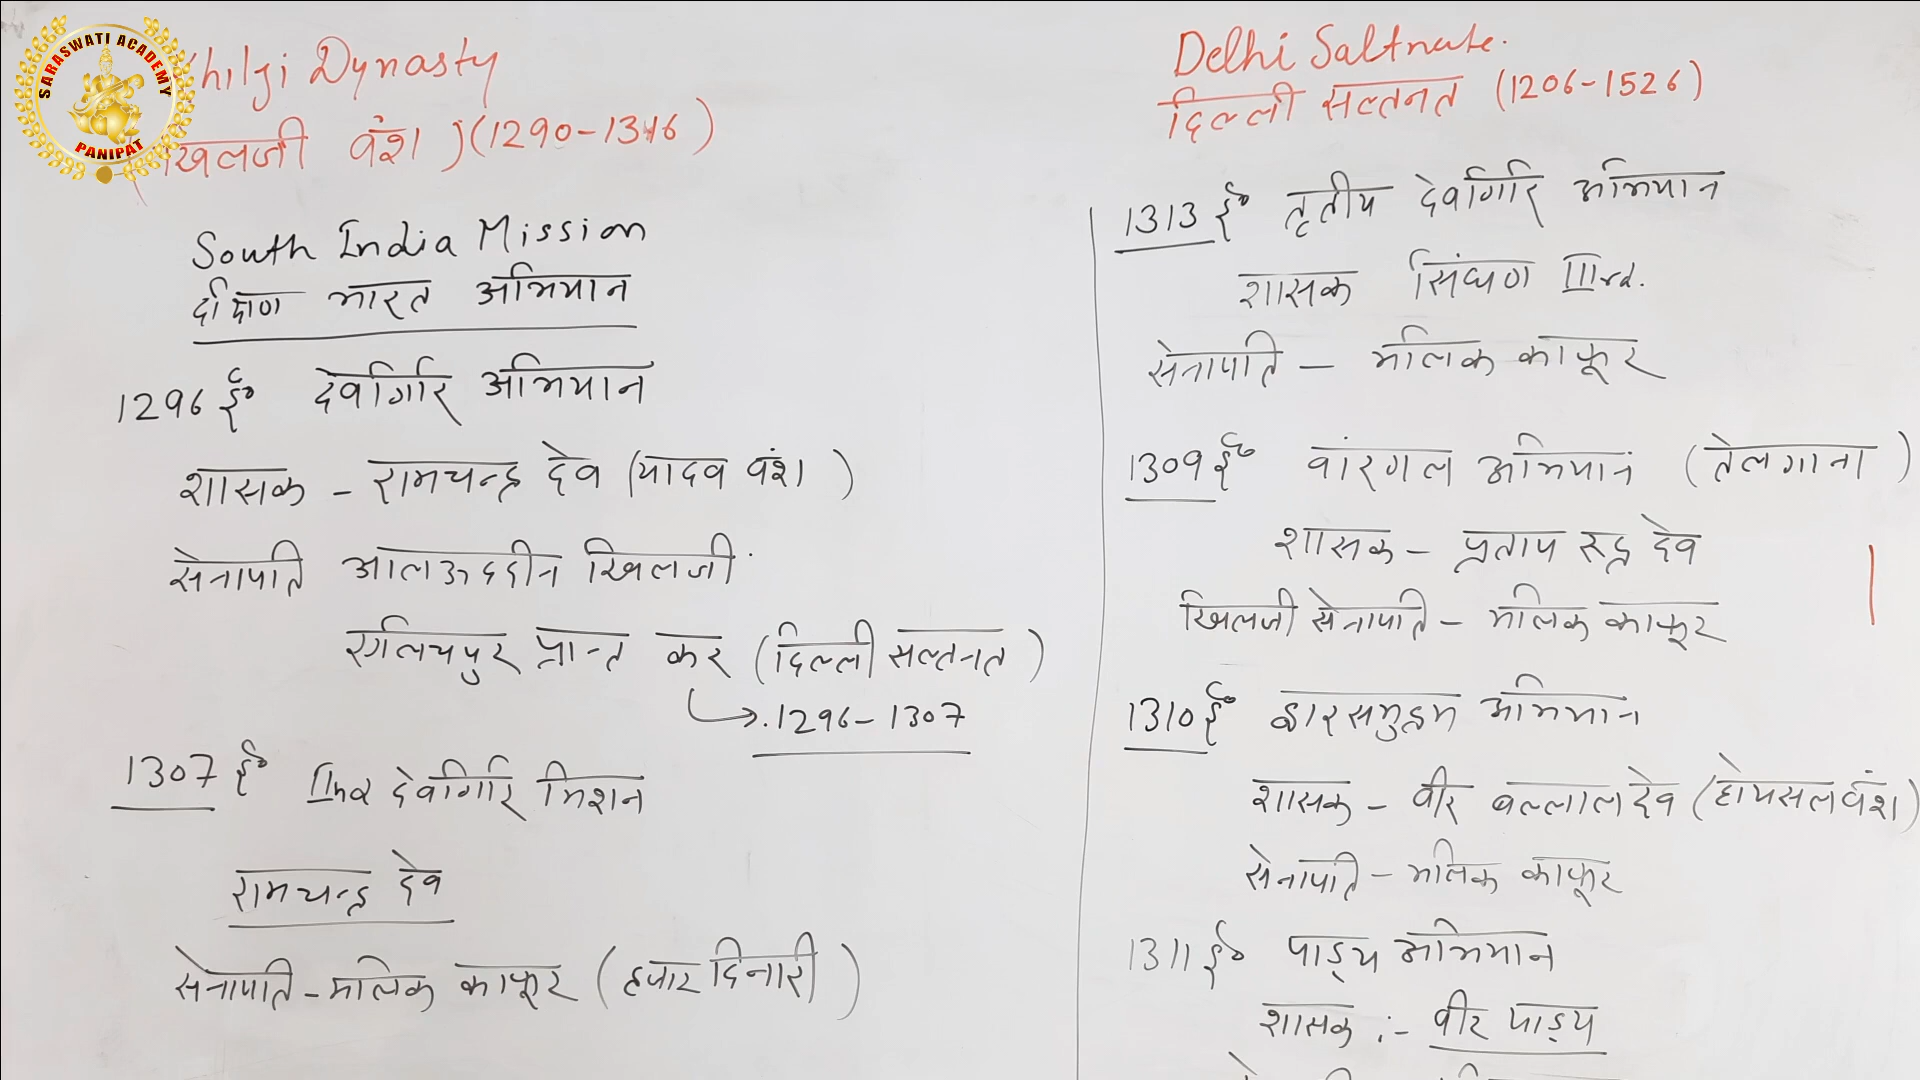 SARASWATI ACADEMY
PANIPAT
Khilji Dynasty
(खिलजी वंश) (1290-1316)
South India Mission
दक्षिण भारत अभियान
1296 ई० देवगिरि अभियान
शासक - रामचन्द्र देव (यादव वंश)
सेनापति आलऊददीन खिलजी
एलिचपुर प्रान्त कर (दिल्ली सल्तनत)
1296-1307
1307 ई० IInd देवगिरि मिशन
रामचन्द्र देव
सेनापति - मलिक काफूर (हजार दिनारी)
Delhi Saltnate.
दिल्ली सल्तनत (1206-1526)
1313 ई० तृतीय देवगिरि अभियान
शासक सिंघण IIIrd.
सेनापति - मलिक काफूर
1309 ई० वारंगल अभियान (तेलगाना)
शासक - प्रताप रूद्र देव
खिलजी सेनापति - मलिक काफूर
1310 ई० द्वारसमुद्रम अभियान
शासक - वीर बल्लाल देव (होयसल वंश)
सेनापति - मलिक काफूर
1311 ई० पाड्य अभियान
शासक :- वीर पाड्य